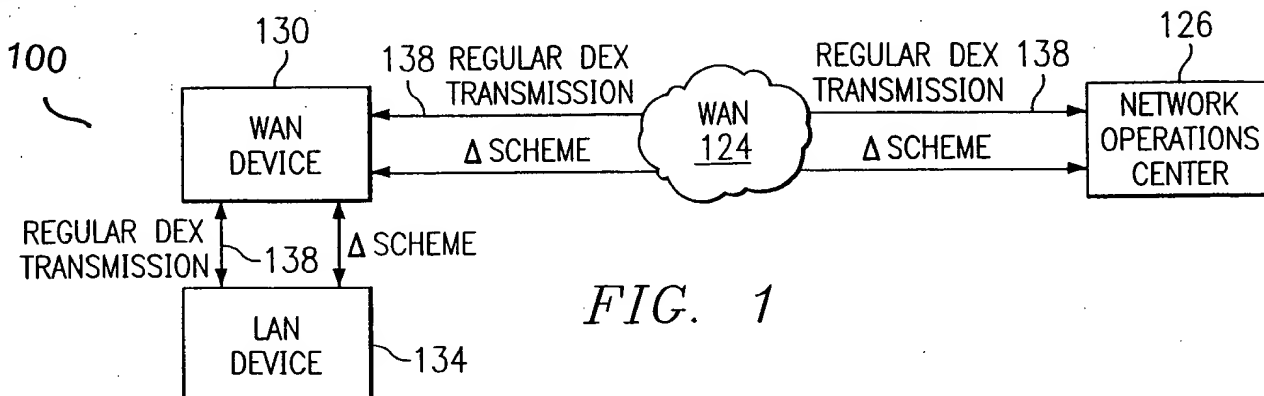 100
130
WAN
DEVICE
138 REGULAR DEX
TRANSMISSION
Δ SCHEME
WAN
124
REGULAR DEX 138
TRANSMISSION
Δ SCHEME
126
NETWORK
OPERATIONS
CENTER
REGULAR DEX
TRANSMISSION
138
Δ SCHEME
LAN
DEVICE
134
FIG. 1